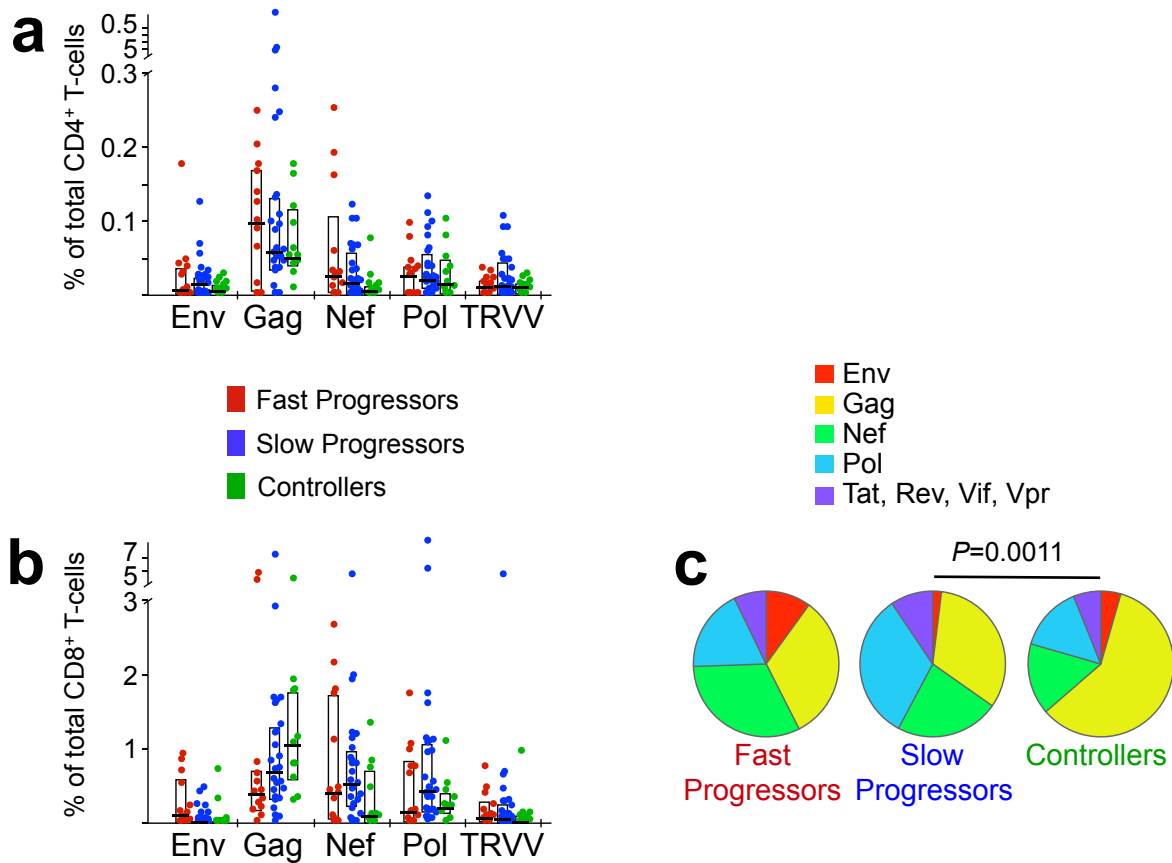 a
% of total CD4+ T-cells
0.5
5
0.3
0.2
0.1
Env Gag Nef Pol TRVV
Fast Progressors
Slow Progressors
Controllers
Env
Gag
Nef
Pol
Tat, Rev, Vif, Vpr
b
% of total CD8+ T-cells
7
5
3
2
1
Env Gag Nef Pol TRVV
c
P=0.0011
Fast
Progressors
Slow
Progressors
Controllers